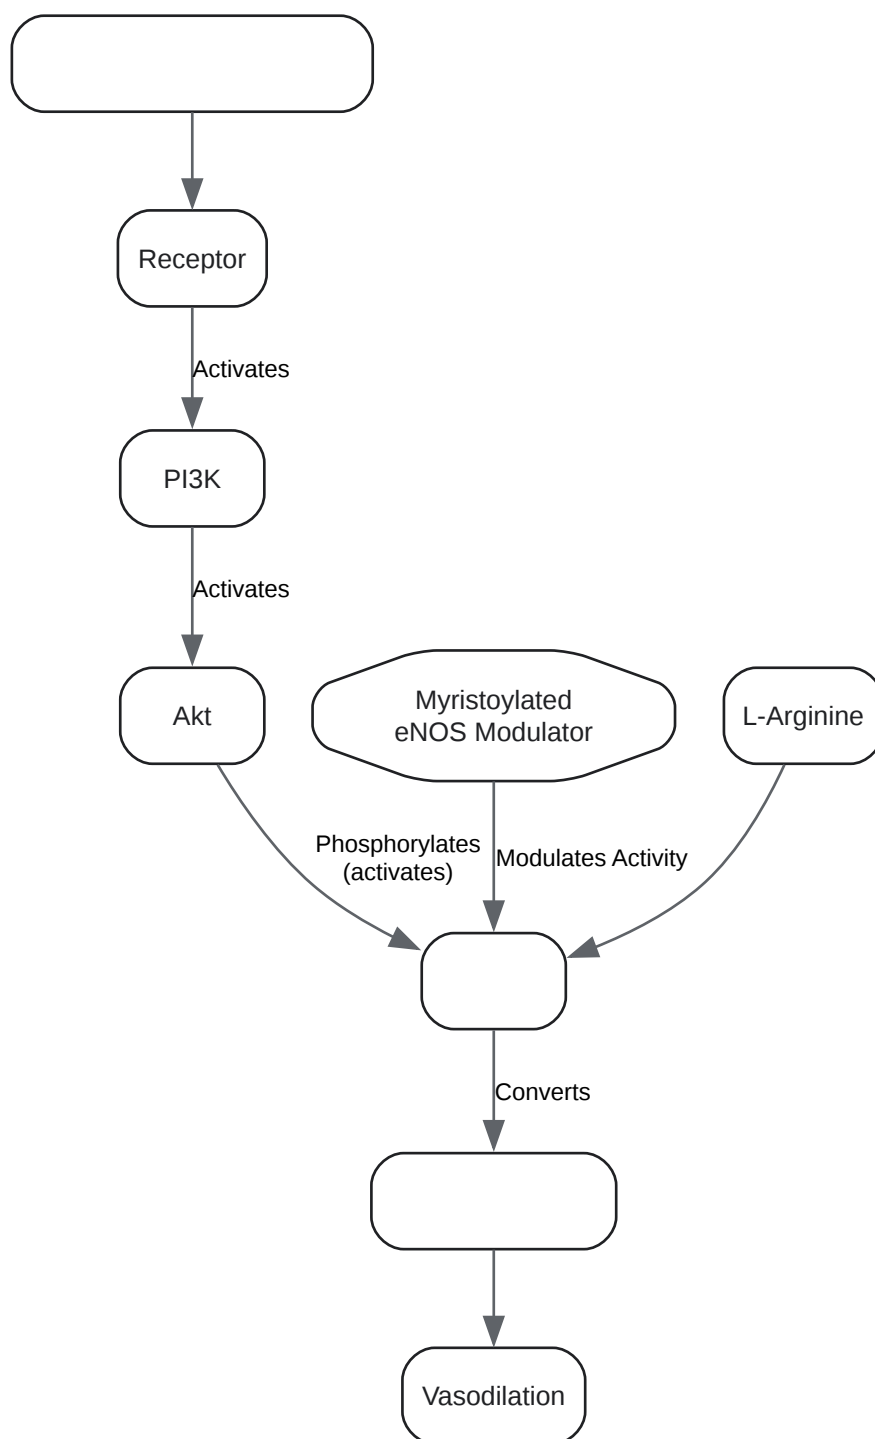 Receptor
Activates
PI3K
Activates
Akt
Myristoylated
eNOS Modulator
L-Arginine
Phosphorylates
(activates)
Modulates Activity
Converts
Vasodilation